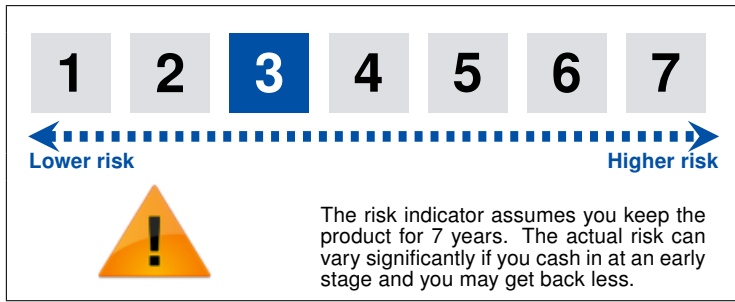 1 2 3 4 5 6 7
Lower risk Higher risk
!
The risk indicator assumes you keep the
product for 7 years. The actual risk can
vary significantly if you cash in at an early
stage and you may get back less.